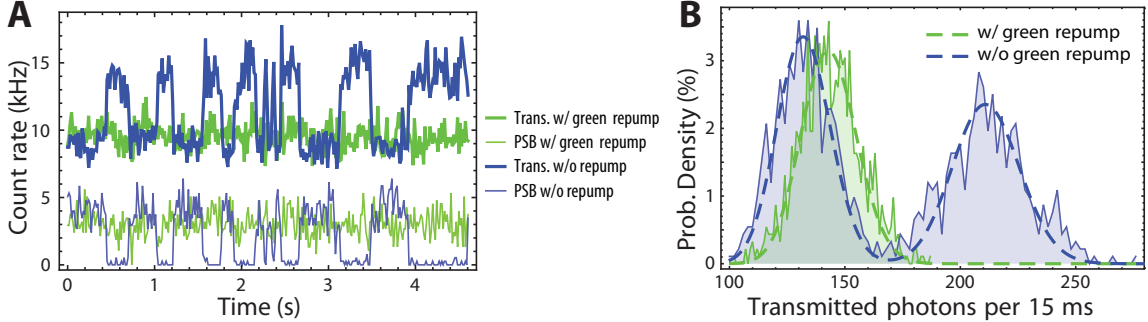 A
Count rate (kHz)
15
10
5
0
0 1 2 3 4
Time (s)
Trans. w/ green repump
PSB w/ green repump
Trans. w/o repump
PSB w/o repump
B
Prob. Density (%)
3
2
1
0
100 150 200 250
Transmitted photons per 15 ms
w/ green repump
w/o green repump